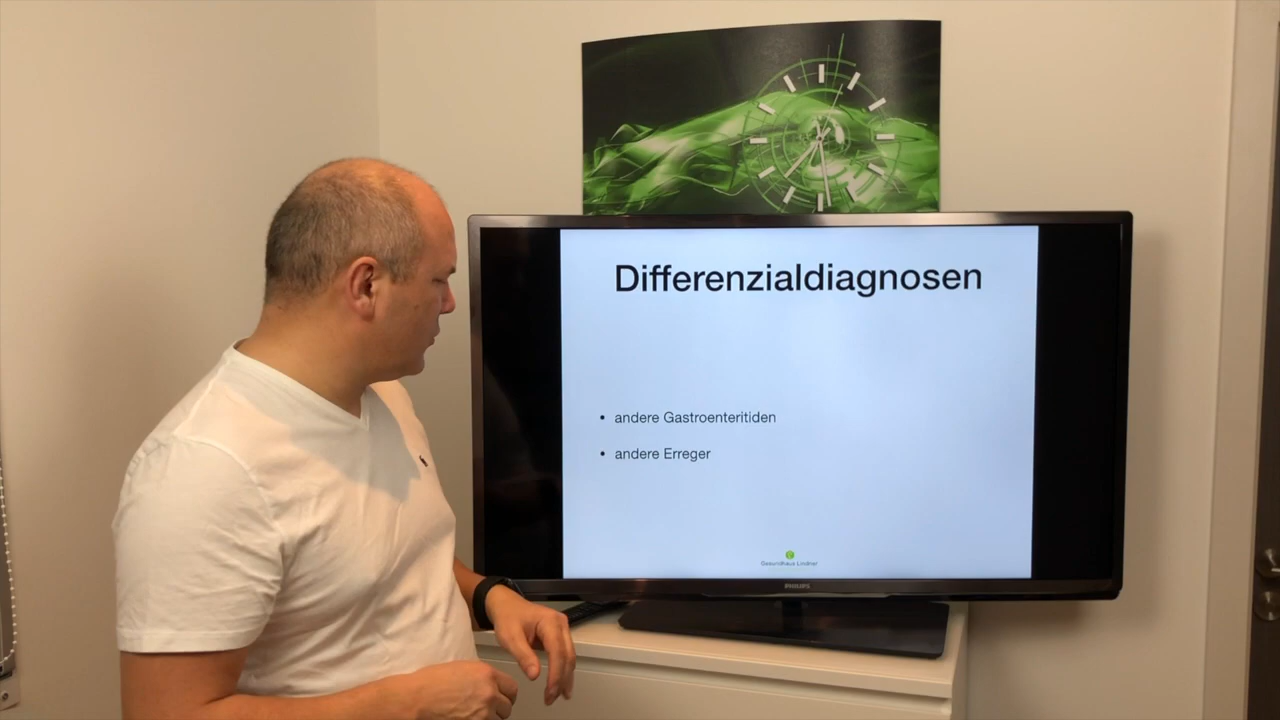 Differenzialdiagnosen
• andere Gastroenteritiden
• andere Erreger
Gesundhaus Lindner
PHILIPS